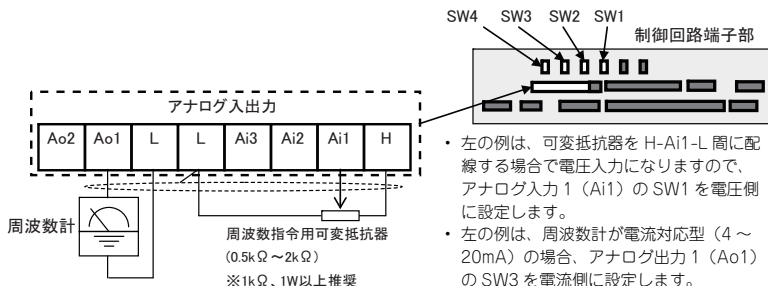 SW4 SW3 SW2 SW1
制御回路端子部
アナログ入出力
Ao2 Ao1 L L Ai3 Ai2 Ai1 H
周波数計
周波数指令用可変抵抗器
(0.5kΩ～2kΩ)
※1kΩ、1W以上推奨
・左の例は、可変抵抗器を H-Ai1-L 間に配
線する場合で電圧入力になりますので、
アナログ入力 1（Ai1）の SW1 を電圧側
に設定します。
・左の例は、周波数計が電流対応型（4 ～
20mA）の場合、アナログ出力 1（Ao1）
の SW3 を電流側に設定します。